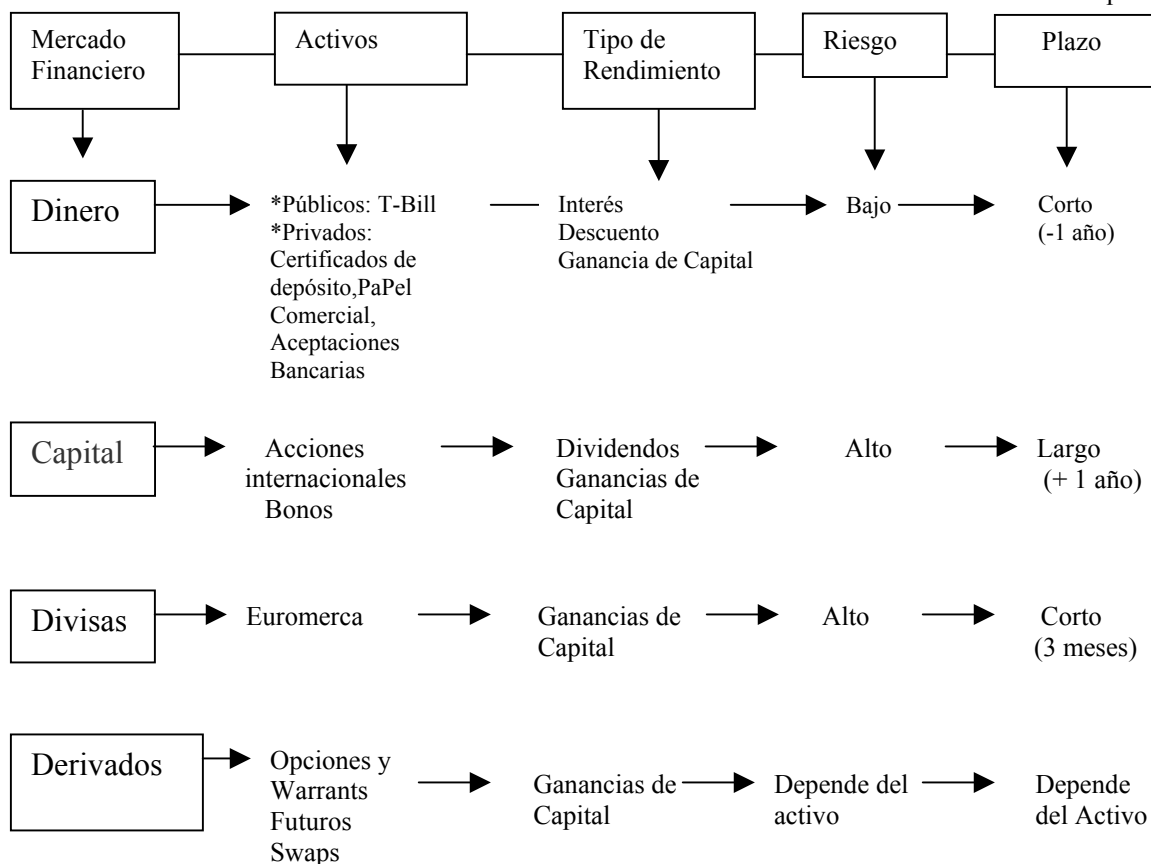 Mercado
Financiero
Activos
Tipo de
Rendimiento
Riesgo
Plazo
Dinero
*Públicos: T-Bill
*Privados:
Certificados de
depósito,PaPel
Comercial,
Aceptaciones
Bancarias
Interés
Descuento
Ganancia de Capital
Bajo
Corto
(-1 año)
Capital
Acciones
internacionales
Bonos
Dividendos
Ganancias de
Capital
Alto
Largo
(+ 1 año)
Divisas
Euromerca
Ganancias de
Capital
Alto
Corto
(3 meses)
Derivados
Opciones y
Warrants
Futuros
Swaps
Ganancias de
Capital
Depende del
activo
Depende
del Activo